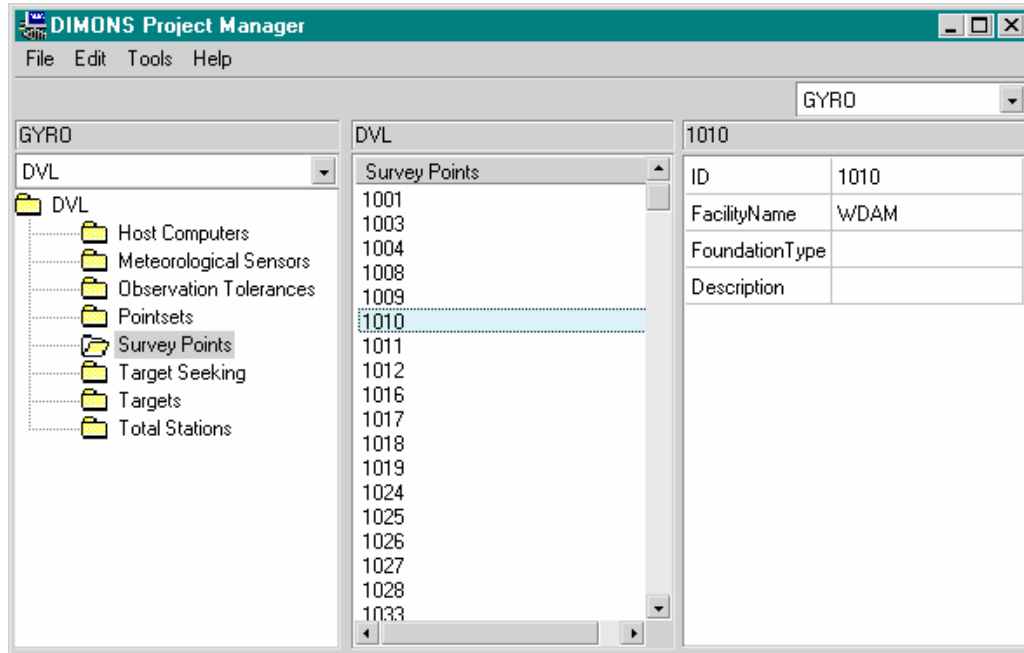 DIMONS Project Manager
File Edit Tools Help
GYRO
GYRO
DVL
DVL
Host Computers
Meteorological Sensors
Observation Tolerances
Pointsets
Survey Points
Target Seeking
Targets
Total Stations
DVL
Survey Points
1001
1003
1004
1008
1009
1010
1011
1012
1016
1017
1018
1019
1024
1025
1026
1027
1028
1033
1010
ID 1010
FacilityName WDAM
FoundationType
Description